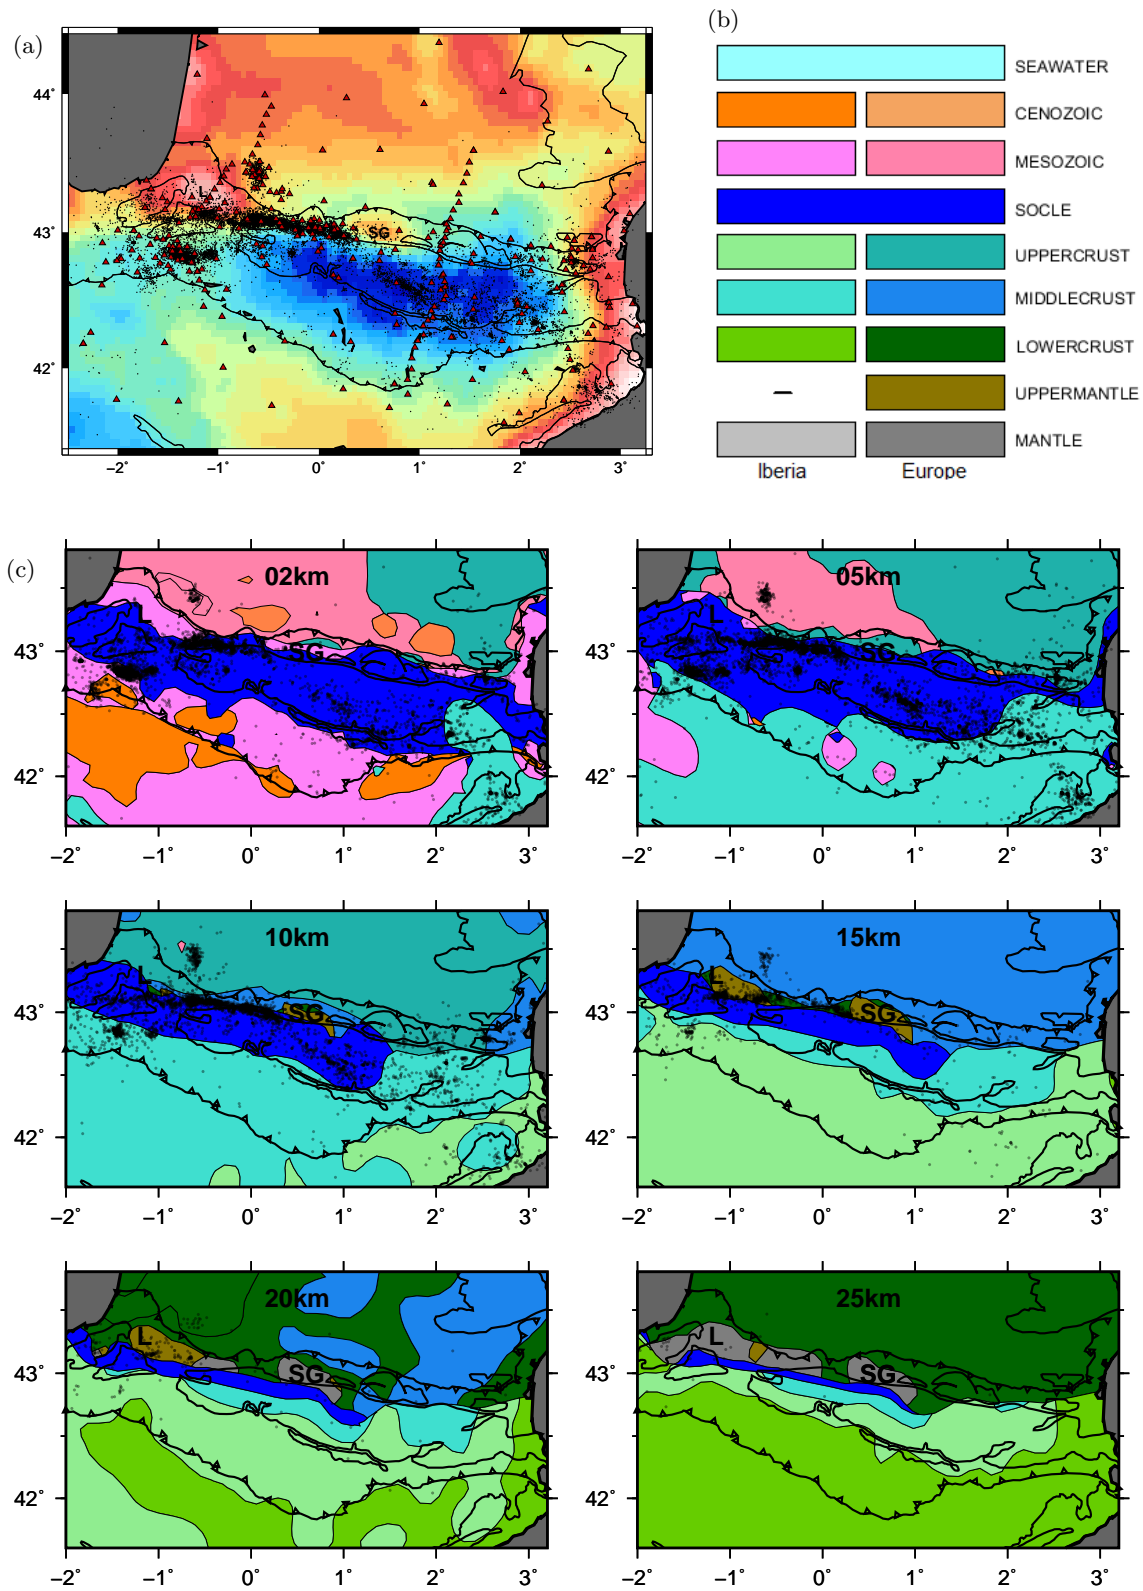 (a)
44°
43°
42°
SG
−2° −1° 0° 1° 2° 3°
(b)
SEAWATER
CENOZOIC
MESOZOIC
SOCLE
UPPERCRUST
MIDDLECRUST
LOWERCRUST
UPPERMANTLE
MANTLE
Iberia Europe
(c)
02km
L
SG
43°
42°
−2° −1° 0° 1° 2° 3°
05km
L
SG
43°
42°
−2° −1° 0° 1° 2° 3°
10km
L
SG
43°
42°
−2° −1° 0° 1° 2° 3°
15km
L
SG
43°
42°
−2° −1° 0° 1° 2° 3°
20km
L
SG
43°
42°
−2° −1° 0° 1° 2° 3°
25km
L
SG
43°
42°
−2° −1° 0° 1° 2° 3°